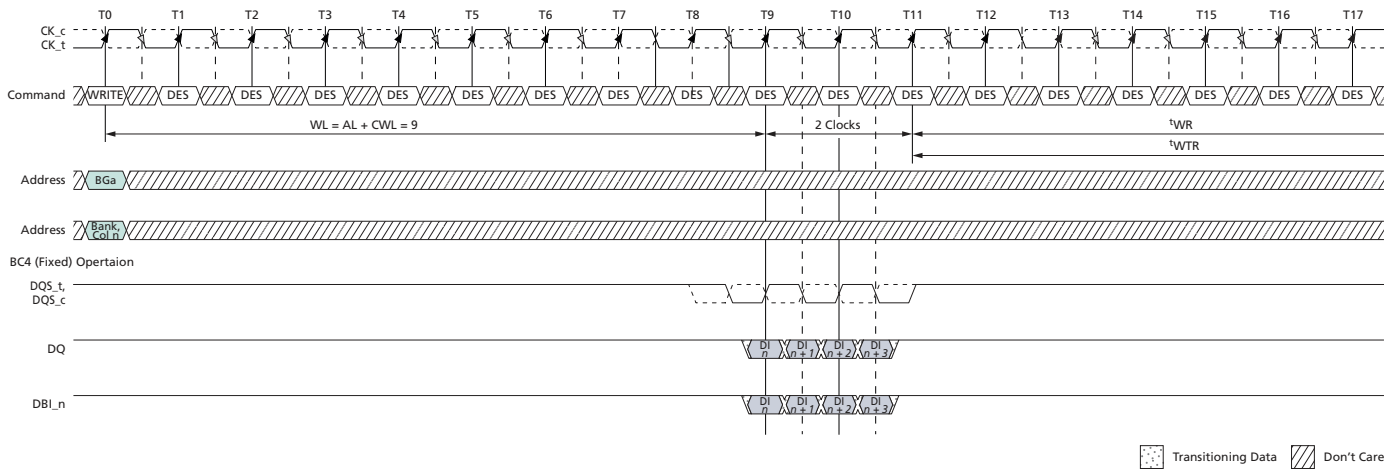 T0 T1 T2 T3 T4 T5 T6 T7 T8 T9 T10 T11 T12 T13 T14 T15 T16 T17
CK_c
CK_t
Command WRITE DES DES DES DES DES DES DES DES DES DES DES DES DES DES DES DES DES
WL = AL + CWL = 9 2 Clocks tWR
tWTR
Address BGa
Address Bank, Col n
BC4 (Fixed) Opertaion
DQS_t,
DQS_c
DQ DI n DI n + 1 DI n + 2 DI n + 3
DBI_n DI n DI n + 1 DI n + 2 DI n + 3
Transitioning Data Don't Care